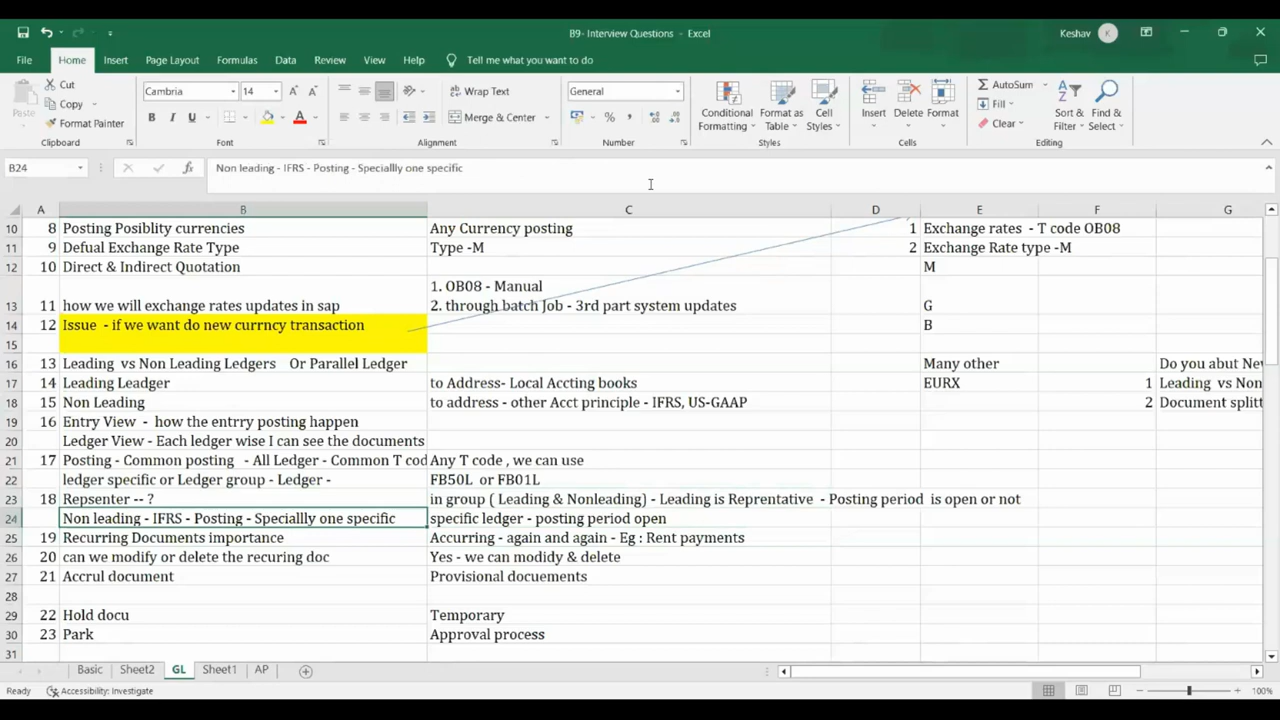 B9- Interview Questions - Excel
Keshav
K
File Home Insert Page Layout Formulas Data Review View Help Tell me what you want to do
Paste
Cut
Copy
Format Painter
Clipboard
Cambria 14
B I U
Font
Wrap Text
Merge & Center
Alignment
General
Number
Conditional Formatting
Format as Table
Cell Styles
Styles
Insert Delete Format
Cells
AutoSum
Fill
Clear
Sort & Filter
Find & Select
Editing
B24 fx Non leading - IFRS - Posting - Speciallly one specific
A B C D E F G
10 8 Posting Posiblity currencies Any Currency posting 1 Exchange rates - T code OB08
11 9 Defual Exchange Rate Type Type -M 2 Exchange Rate type -M
12 10 Direct & Indirect Quotation M
1. OB08 - Manual
13 11 how we will exchange rates updates in sap 2. through batch Job - 3rd part system updates G
14 12 Issue - if we want do new currncy transaction B
15
16 13 Leading vs Non Leading Ledgers Or Parallel Ledger Many other Do you abut Nev
17 14 Leading Leadger to Address- Local Accting books EURX 1 Leading vs Non
18 15 Non Leading to address - other Acct principle - IFRS, US-GAAP 2 Document splitt
19 16 Entry View - how the entrry posting happen
20 Ledger View - Each ledger wise I can see the documents
21 17 Posting - Common posting - All Ledger - Common T cod Any T code , we can use
22 ledger specific or Ledger group - Ledger - FB50L or FB01L
23 18 Repsenter -- ? in group ( Leading & Nonleading) - Leading is Reprentative - Posting period is open or not
24 Non leading - IFRS - Posting - Speciallly one specific specific ledger - posting period open
25 19 Recurring Documents importance Accurring - again and again - Eg : Rent payments
26 20 can we modify or delete the recuring doc Yes - we can modidy & delete
27 21 Accrul document Provisional docuements
28
29 22 Hold docu Temporary
30 23 Park Approval process
31
Basic Sheet2 GL Sheet1 AP
Ready Accessibility: Investigate 100%